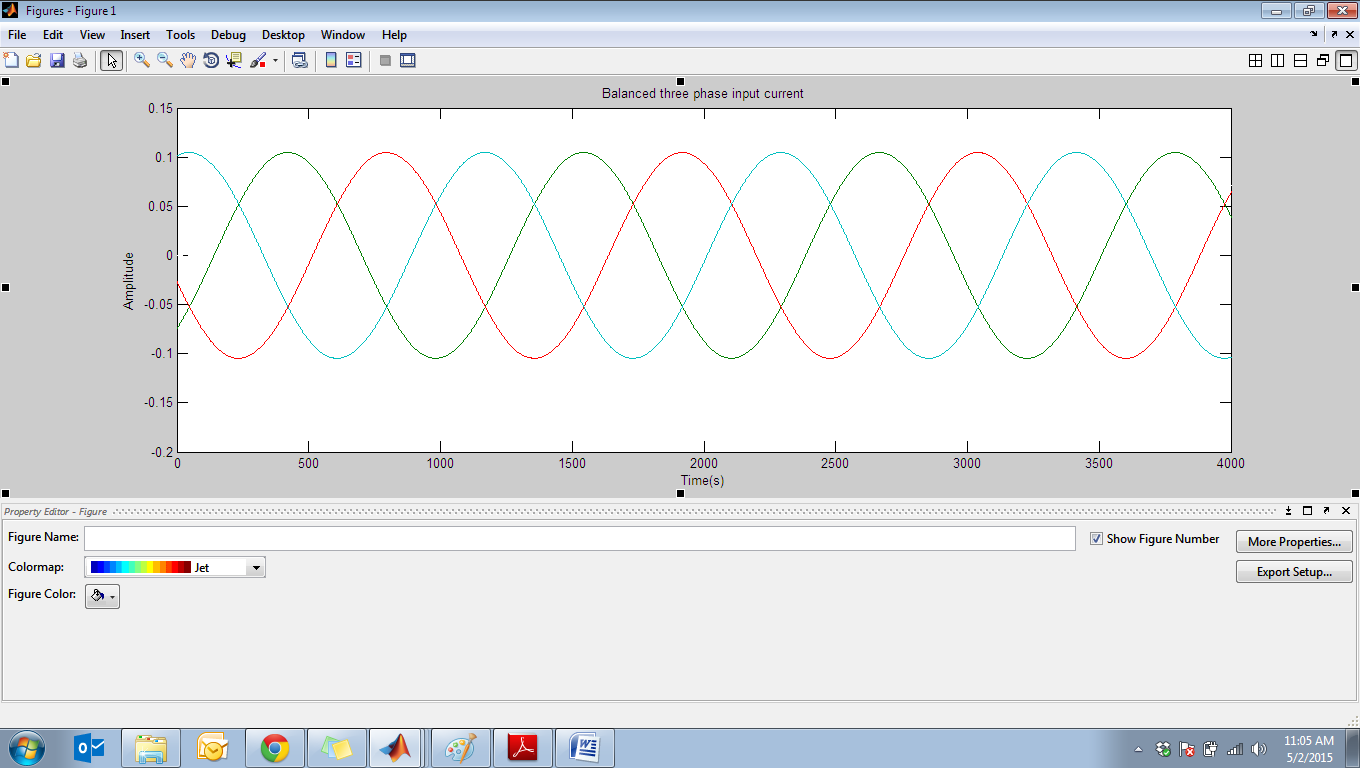 Figures - Figure 1
File Edit View Insert Tools Debug Desktop Window Help
Balanced three phase input current
0.15
0.1
0.05
0
-0.05
-0.1
-0.15
-0.2
Amplitude
0 500 1000 1500 2000 2500 3000 3500 4000
Time(s)
Property Editor - Figure
Figure Name:
Show Figure Number
More Properties...
Colormap:
Jet
Export Setup...
Figure Color:
11:05 AM
5/2/2015